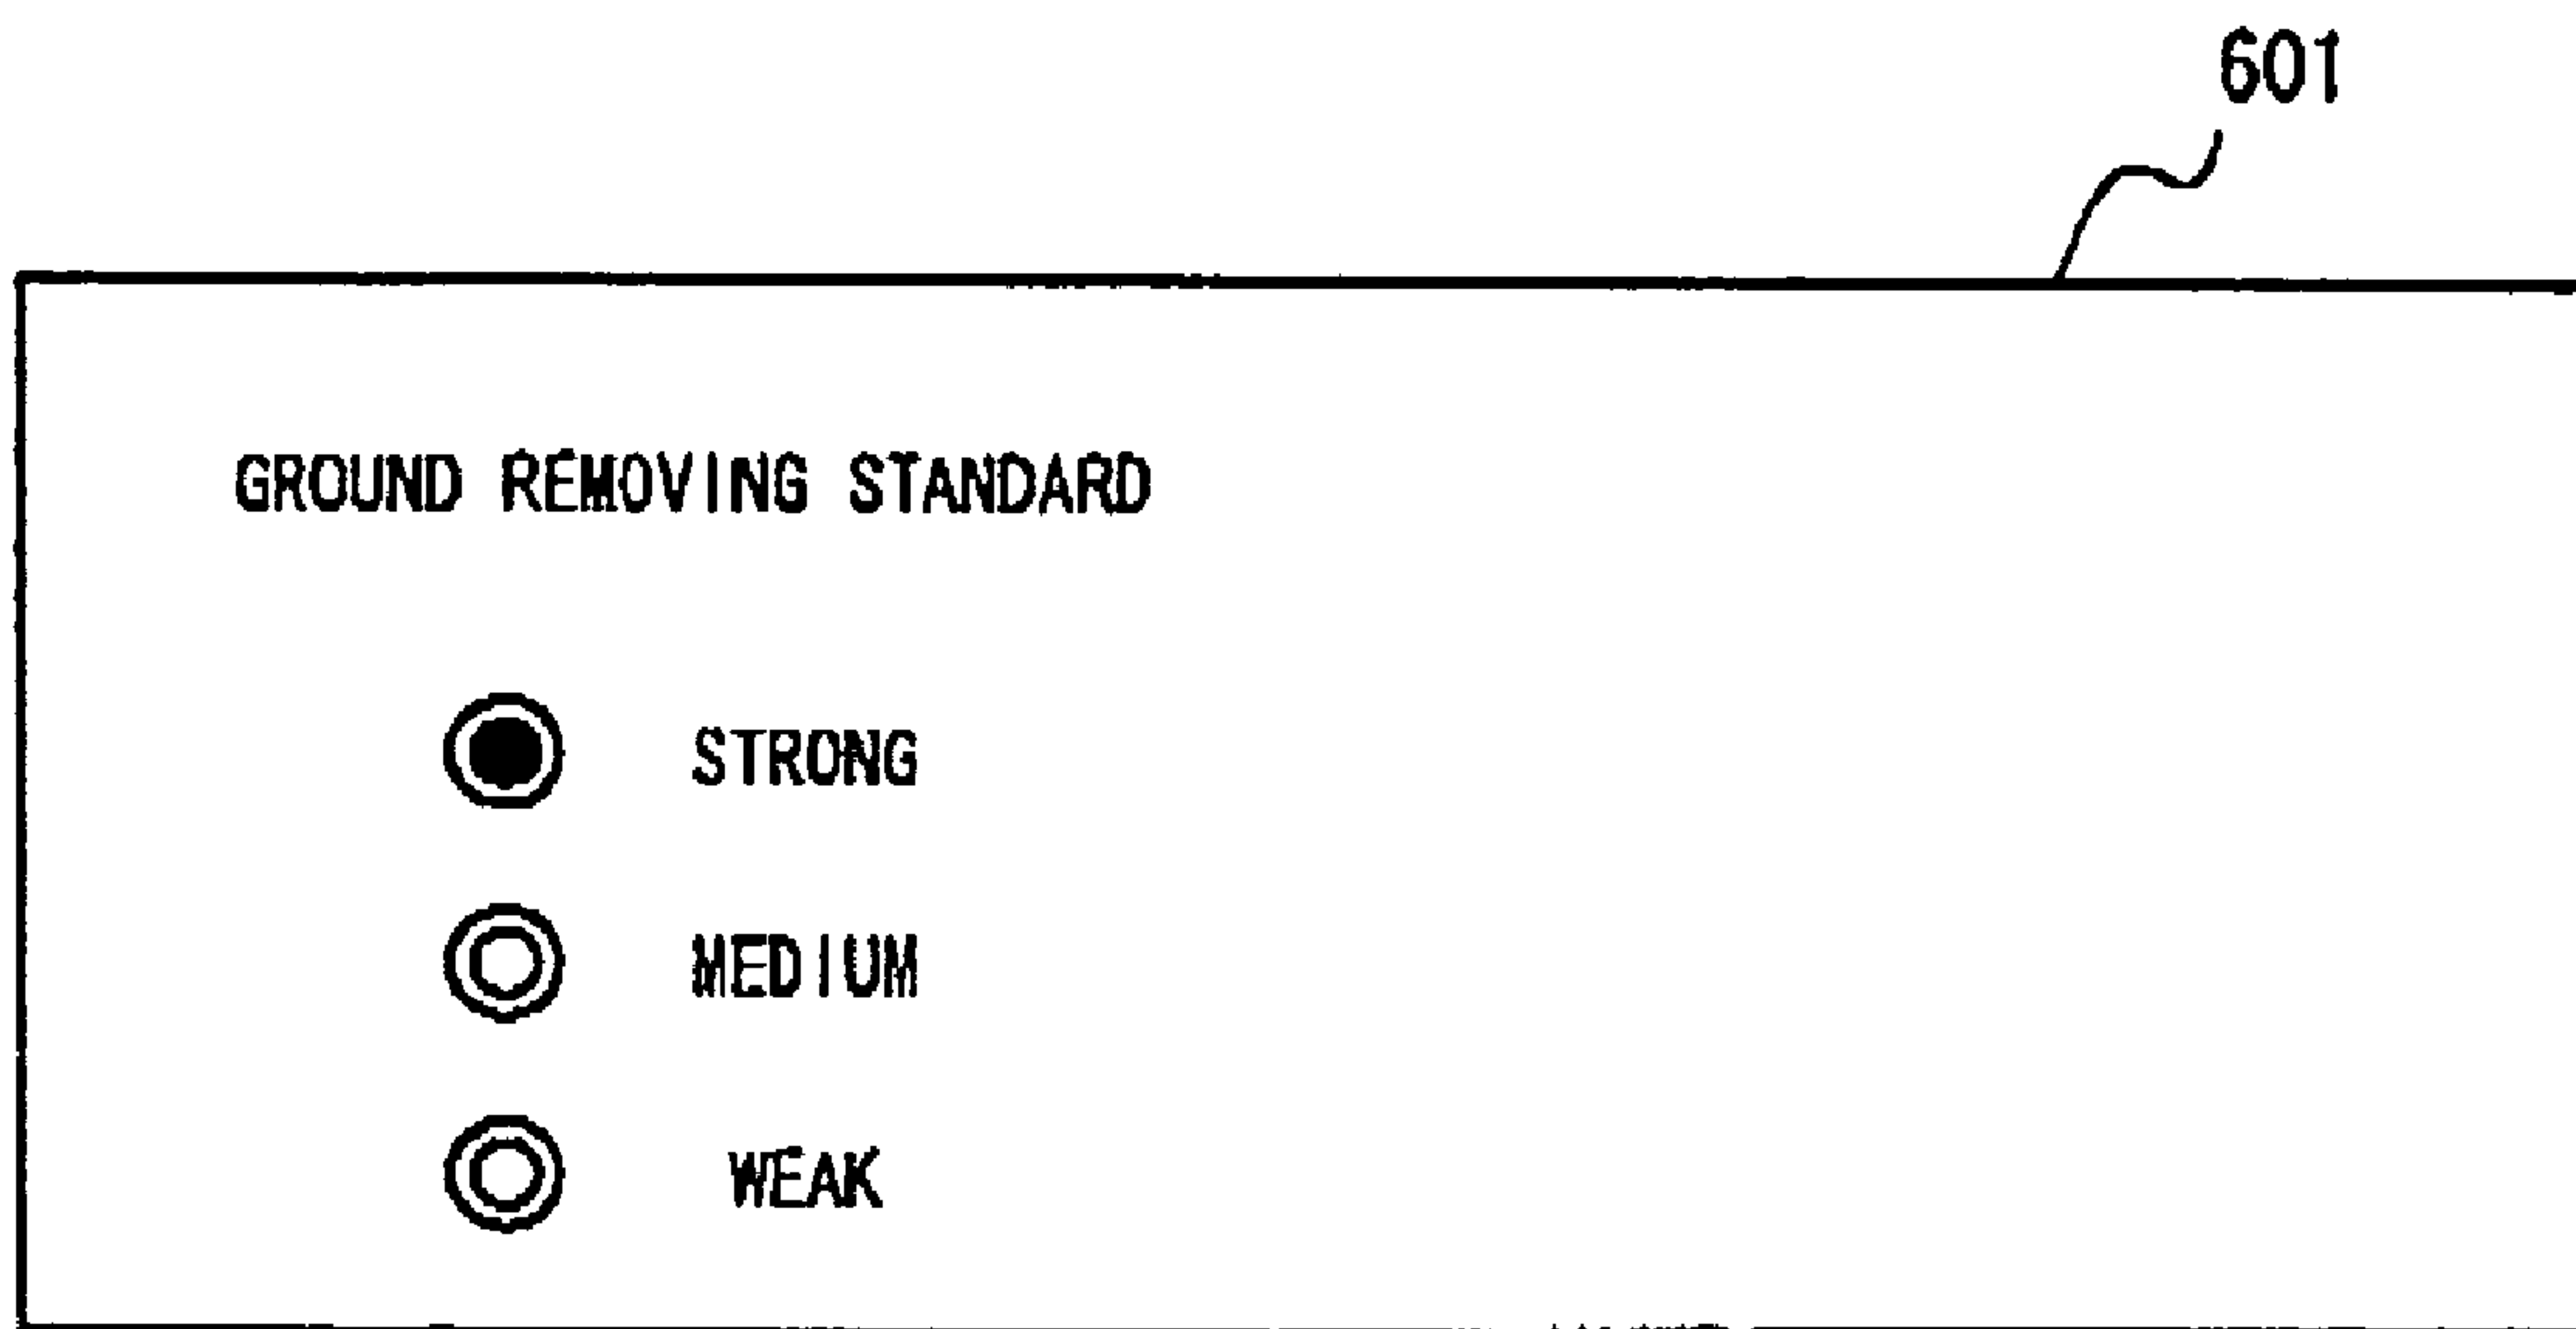 601
GROUND REMOVING STANDARD
STRONG
MEDIUM
WEAK